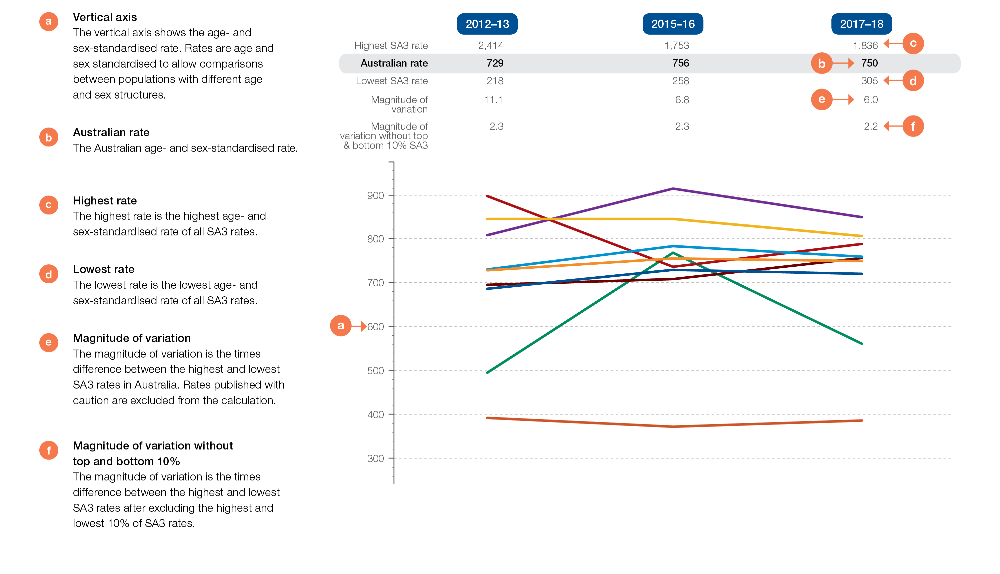 a
Vertical axis
The vertical axis shows the age- and
sex-standardised rate. Rates are age and
sex standardised to allow comparisons
between populations with different age
and sex structures.
b
Australian rate
The Australian age- and sex-standardised rate.
c
Highest rate
The highest rate is the highest age- and
sex-standardised rate of all SA3 rates.
d
Lowest rate
The lowest rate is the lowest age- and
sex-standardised rate of all SA3 rates.
e
Magnitude of variation
The magnitude of variation is the times
difference between the highest and lowest
SA3 rates in Australia. Rates published with
caution are excluded from the calculation.
f
Magnitude of variation without
top and bottom 10%
The magnitude of variation is the times
difference between the highest and lowest
SA3 rates after excluding the highest and
lowest 10% of SA3 rates.
2012–13 2015–16 2017–18
Highest SA3 rate 2,414 1,753 1,836 c
Australian rate 729 756 b 750
Lowest SA3 rate 218 258 305 d
Magnitude of 11.1 6.8 e 6.0
variation
Magnitude of 2.3 2.3 2.2 f
variation without top
& bottom 10% SA3
900
800
700
a 600
500
400
300